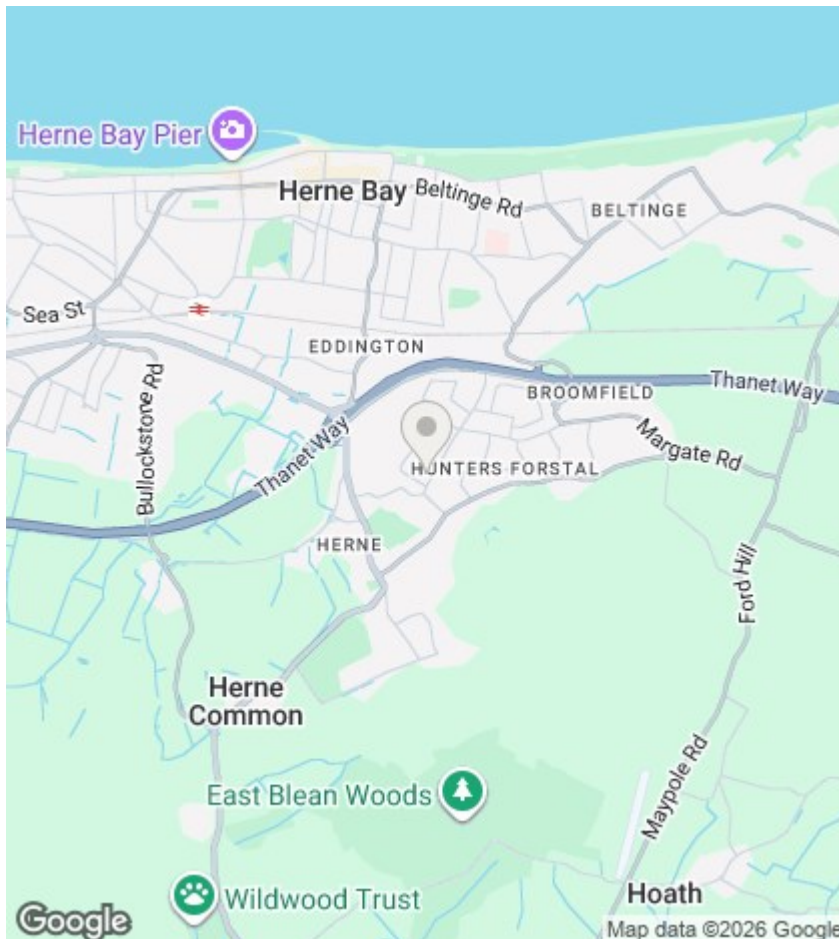 Herne Bay Pier
Herne Bay
Beltinge Rd
BELTINGE
Sea St
EDDINGTON
Thanet Way
BROOMFIELD
Bullockstone Rd
Thanet Way
Margate Rd
HUNTERS FORSTAL
HERNE
Ford Hill
Herne
Common
Maypole Rd
East Blean Woods
Wildwood Trust
Hoath
Google
Map data ©2026 Google